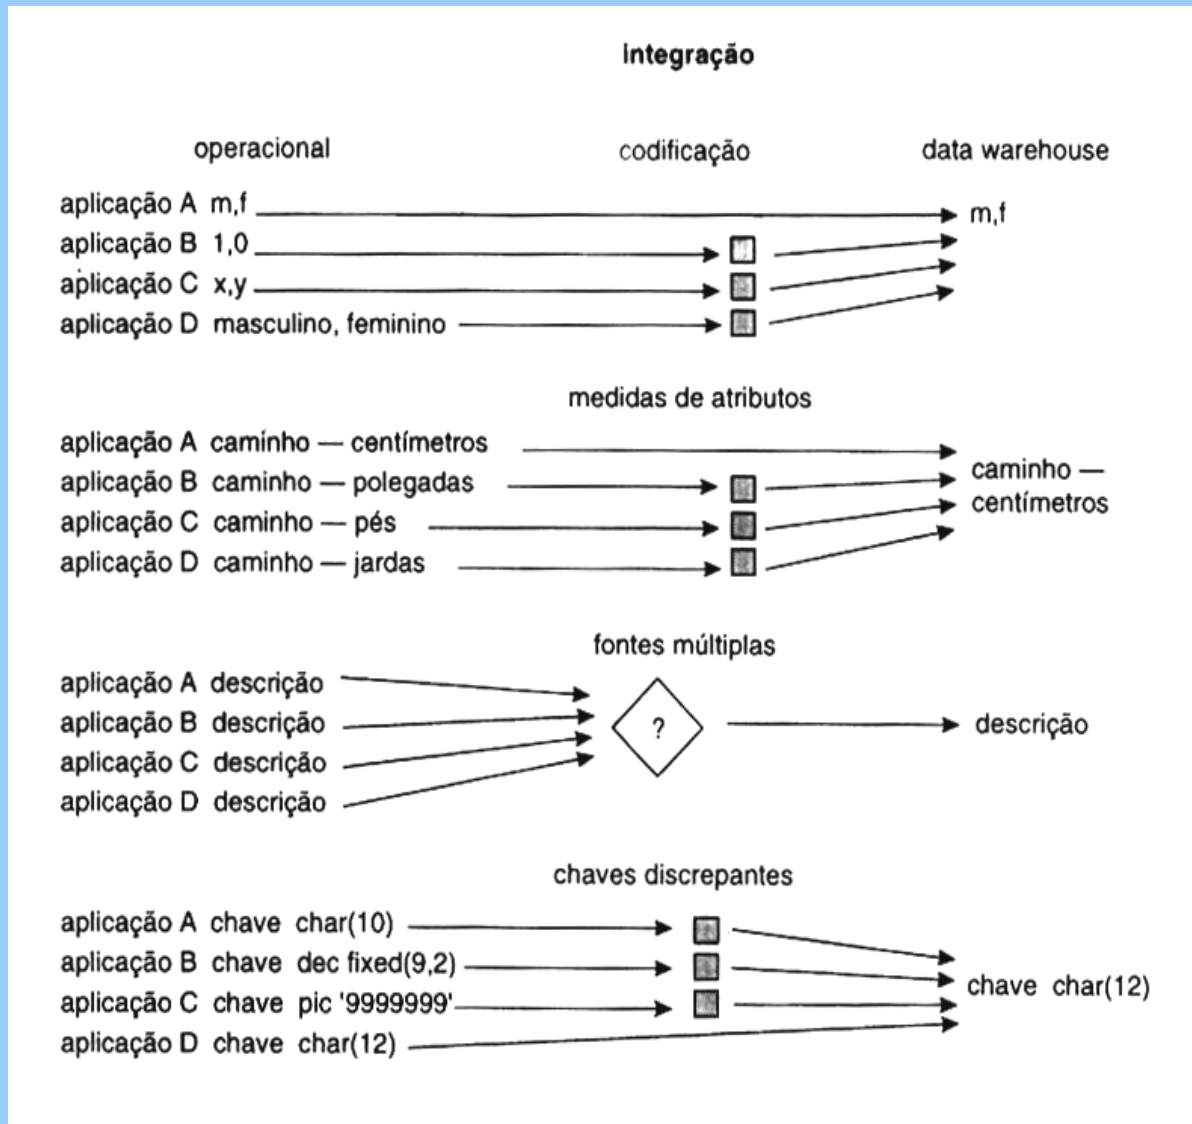 integração
operacional codificação data warehouse
aplicação A m,f m,f
aplicação B 1,0
aplicação C x,y
aplicação D masculino, feminino
medidas de atributos
aplicação A caminho — centímetros
aplicação B caminho — polegadas
aplicação C caminho — pés
aplicação D caminho — jardas
caminho —
centímetros
fontes múltiplas
aplicação A descrição
aplicação B descrição
aplicação C descrição
aplicação D descrição
?
descrição
chaves discrepantes
aplicação A chave char(10)
aplicação B chave dec fixed(9,2)
aplicação C chave pic '9999999'
aplicação D chave char(12)
chave char(12)